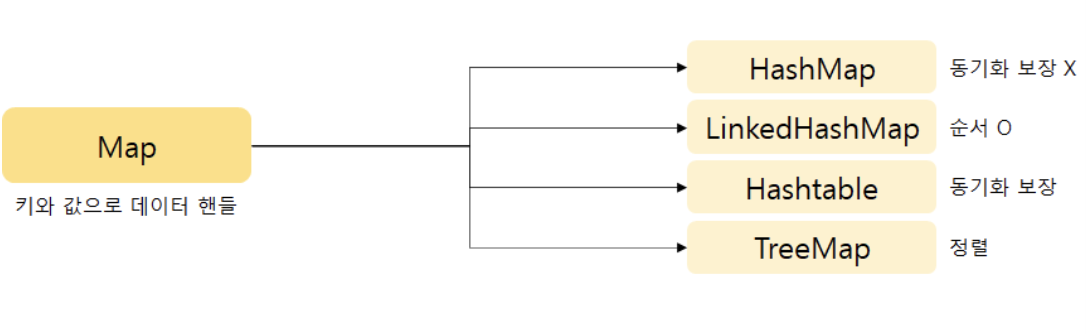 Map
키와 값으로 데이터 핸들
HashMap 동기화 보장 X
LinkedHashMap 순서 O
Hashtable 동기화 보장
TreeMap 정렬